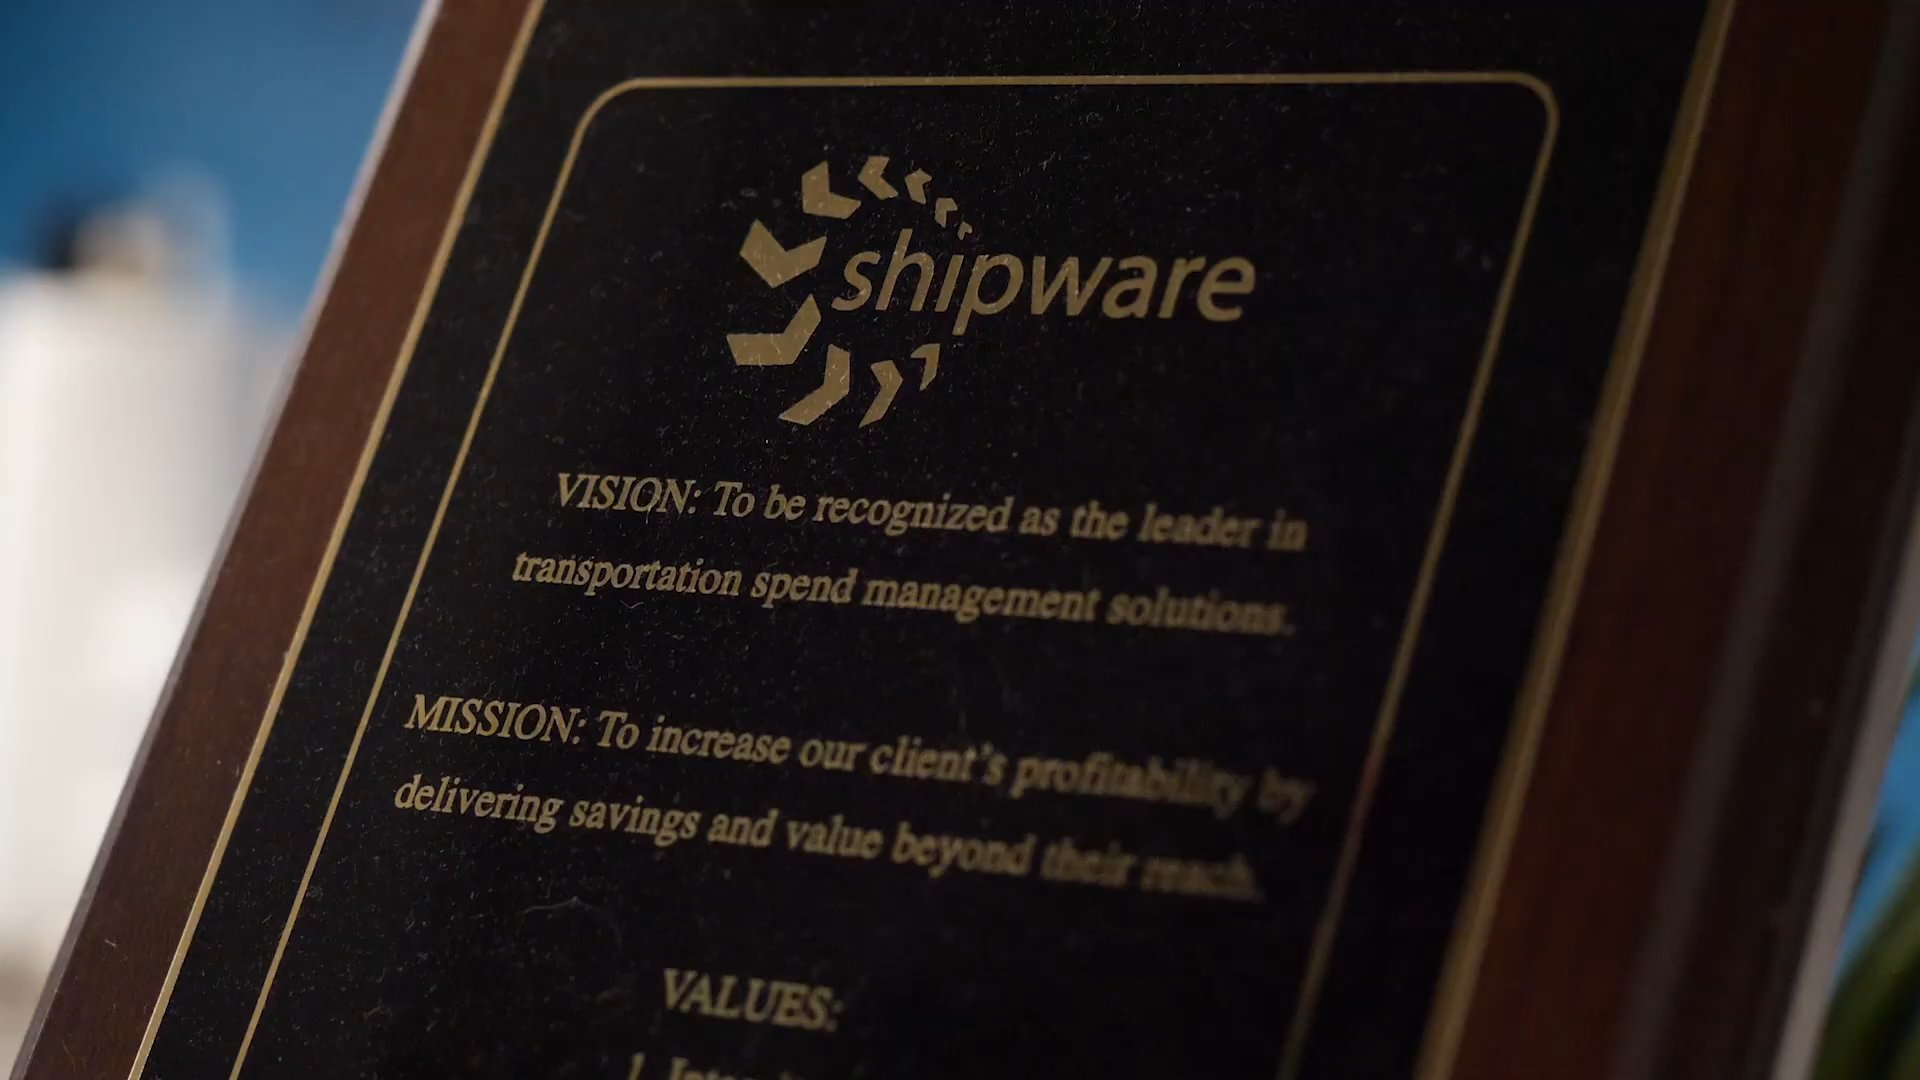 shipware
VISION: To be recognized as the leader in
transportation spend management solutions.
MISSION: To increase our client's profitability by
delivering savings and value beyond their reach.
VALUES:
1.